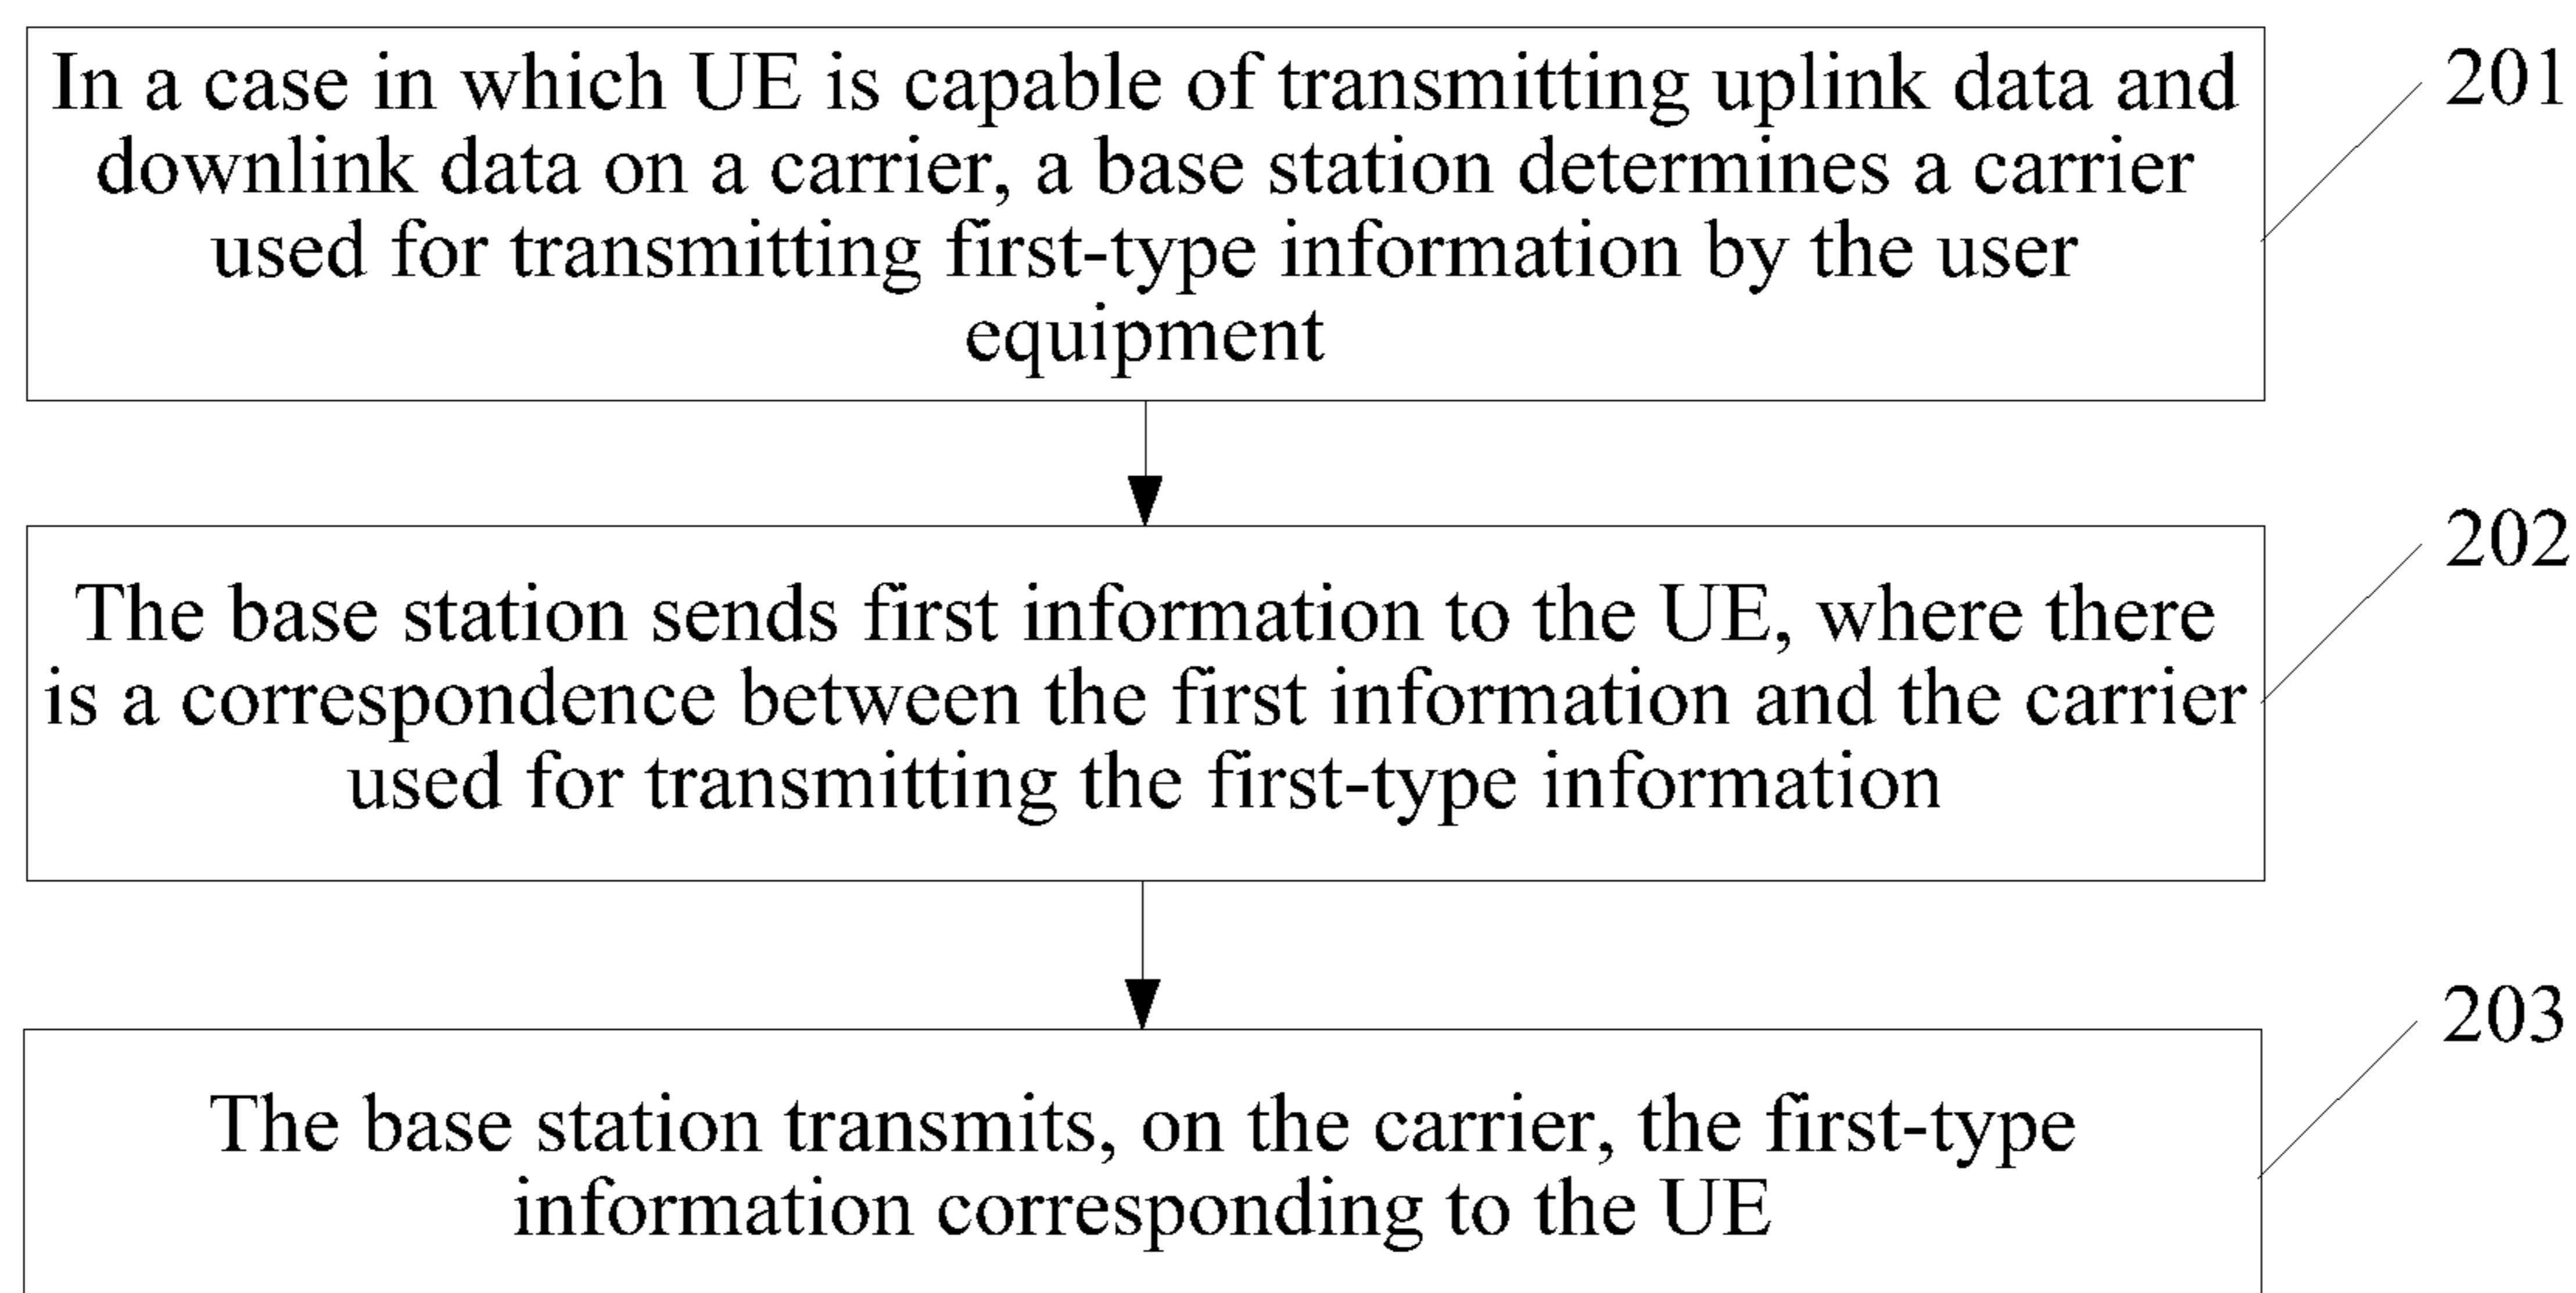 In a case in which UE is capable of transmitting uplink data and
downlink data on a carrier, a base station determines a carrier
used for transmitting first-type information by the user
equipment
201
The base station sends first information to the UE, where there
is a correspondence between the first information and the carrier
used for transmitting the first-type information
202
The base station transmits, on the carrier, the first-type
information corresponding to the UE
203